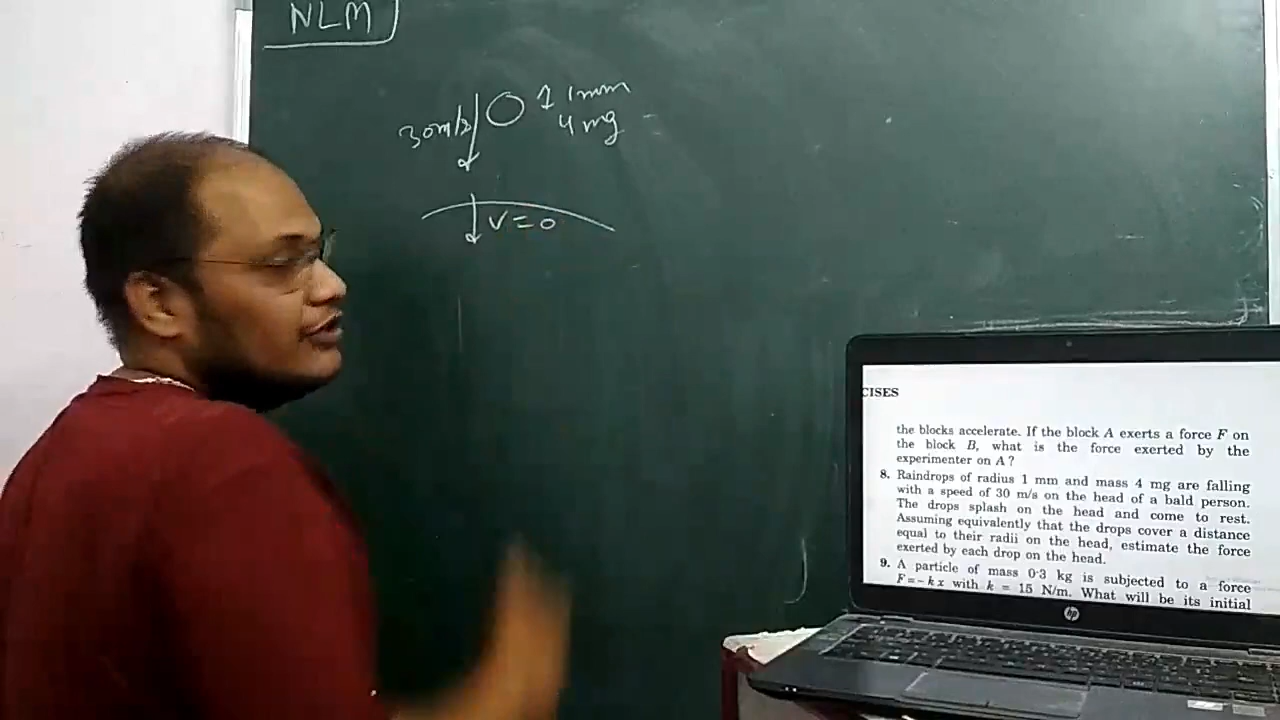 NLM
1 1mm
30m/s
4 mg
v = 0
CISES
the blocks accelerate. If the block A exerts a force F on
the block B, what is the force exerted by the
experimenter on A ?
8. Raindrops of radius 1 mm and mass 4 mg are falling
with a speed of 30 m/s on the head of a bald person.
The drops splash on the head and come to rest.
Assuming equivalently that the drops cover a distance
equal to their radii on the head, estimate the force
exerted by each drop on the head.
9. A particle of mass 0·3 kg is subjected to a force
F = – k x with k = 15 N/m. What will be its initial
hp